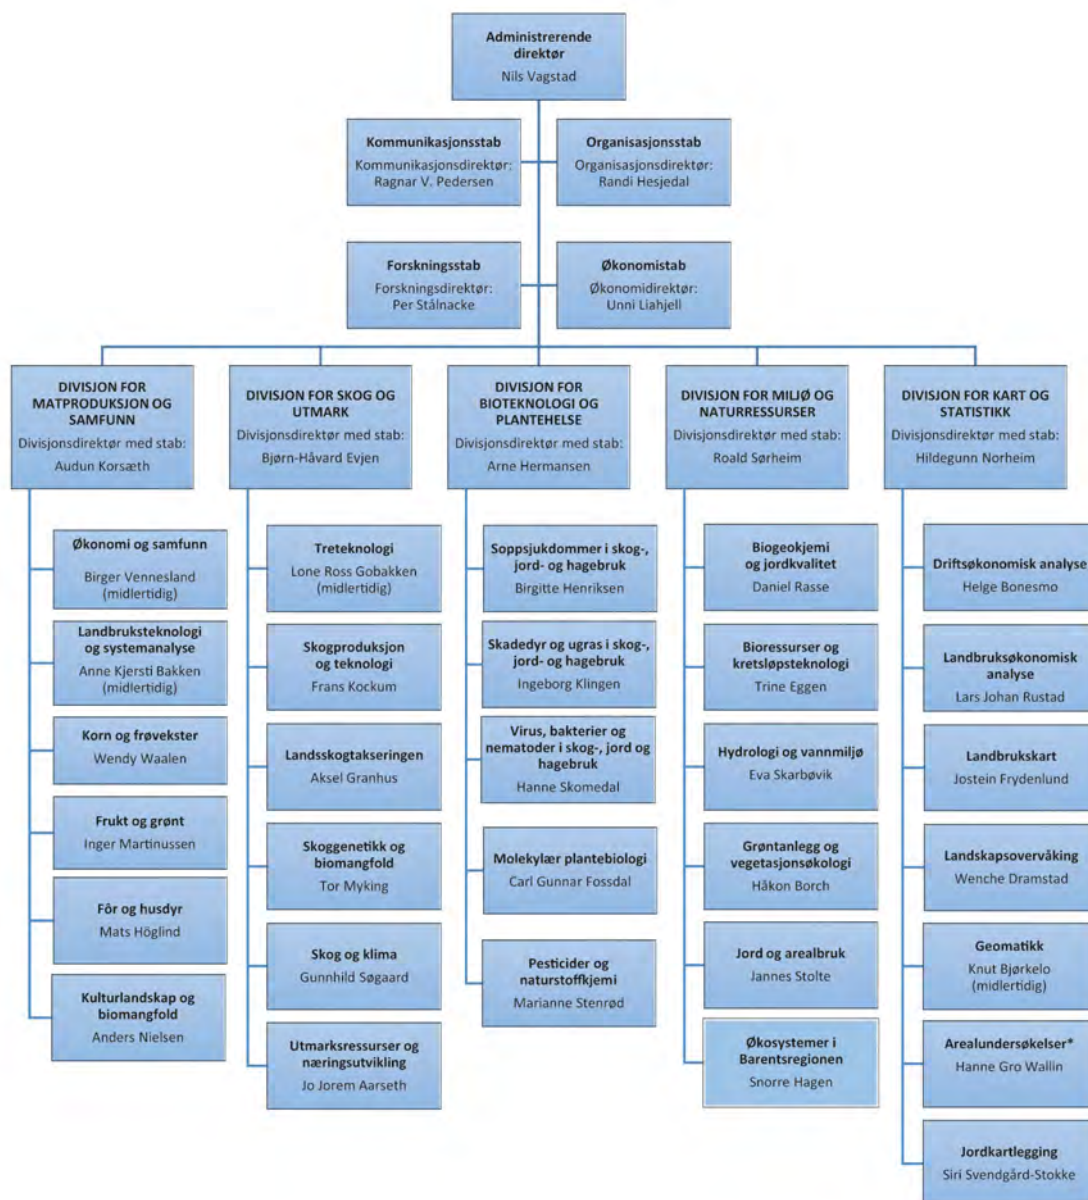 Administrerende
direktør
Nils Vagstad
Kommunikasjonsstab
Kommunikasjonsdirektør:
Ragnar V. Pedersen
Organisasjonsstab
Organisasjonsdirektør:
Randi Hesjedal
Forskningsstab
Forskningsdirektør:
Per Stålnacke
Økonomistab
Økonomidirektør:
Unni Liahjell
DIVISJON FOR
MATPRODUKSJON OG
SAMFUNN
Divisjonsdirektør med stab:
Audun Korsæth
Økonomi og samfunn
Birger Vennesland
(midlertidig)
Landbruksteknologi
og systemanalyse
Anne Kjersti Bakken
(midlertidig)
Korn og frøvekster
Wendy Waalen
Frukt og grønt
Inger Martinussen
Fôr og husdyr
Mats Höglind
Kulturlandskap og
biomangfold
Anders Nielsen
DIVISJON FOR SKOG OG
UTMARK
Divisjonsdirektør med stab:
Bjørn-Håvard Evjen
Treteknologi
Lone Ross Gobakken
(midlertidig)
Skogproduksjon
og teknologi
Frans Kockum
Landsskogtakseringen
Aksel Granhus
Skoggenetikk og
biomangfold
Tor Myking
Skog og klima
Gunnhild Søgaard
Utmarksressurser og
næringsutvikling
Jo Jorem Aarseth
DIVISJON FOR
BIOTEKNOLOGI OG
PLANTEHELSE
Divisjonsdirektør med stab:
Arne Hermansen
Soppsjukdommer i skog-,
jord- og hagebruk
Birgitte Henriksen
Skadedyr og ugras i skog-,
jord- og hagebruk
Ingeborg Klingen
Virus, bakterier og
nematoder i skog-, jord og
hagebruk
Hanne Skomedal
Molekylær plantebiologi
Carl Gunnar Fossdal
Pesticider og
naturstoffkjemi
Marianne Stenrød
DIVISJON FOR MILJØ OG
NATURRESSURSER
Divisjonsdirektør med stab:
Roald Sørheim
Biogeokjemi
og jordkvalitet
Daniel Rasse
Bioressurser og
kretsløpsteknologi
Trine Eggen
Hydrologi og vannmiljø
Eva Skarbøvik
Grøntanlegg og
vegetasjonsøkologi
Håkon Borch
Jord og arealbruk
Jannes Stolte
Økosystemer i
Barentsregionen
Snorre Hagen
DIVISJON FOR KART OG
STATISTIKK
Divisjonsdirektør med stab:
Hildegunn Norheim
Driftsøkonomisk analyse
Helge Bonesmo
Landbruksøkonomisk
analyse
Lars Johan Rustad
Landbrukskart
Jostein Frydenlund
Landskapsovervåking
Wenche Dramstad
Geomatikk
Knut Bjørkelo
(midlertidig)
Arealundersøkelser*
Hanne Gro Wallin
Jordkartlegging
Siri Svendgård-Stokke